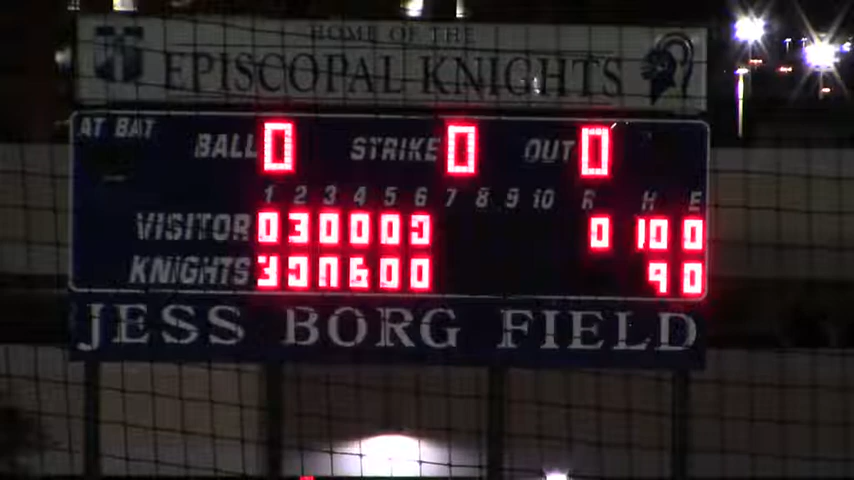 HOME OF THE
EPISCOPAL KNIGHTS
AT BAT
BALL 0 STRIKE 0 OUT 0
1 2 3 4 5 6 7 8 9 10 R H E
VISITOR 0 3 0 0 0 0 0 10 0
KNIGHTS 3 0 0 0 9 0
JESS BORG FIELD